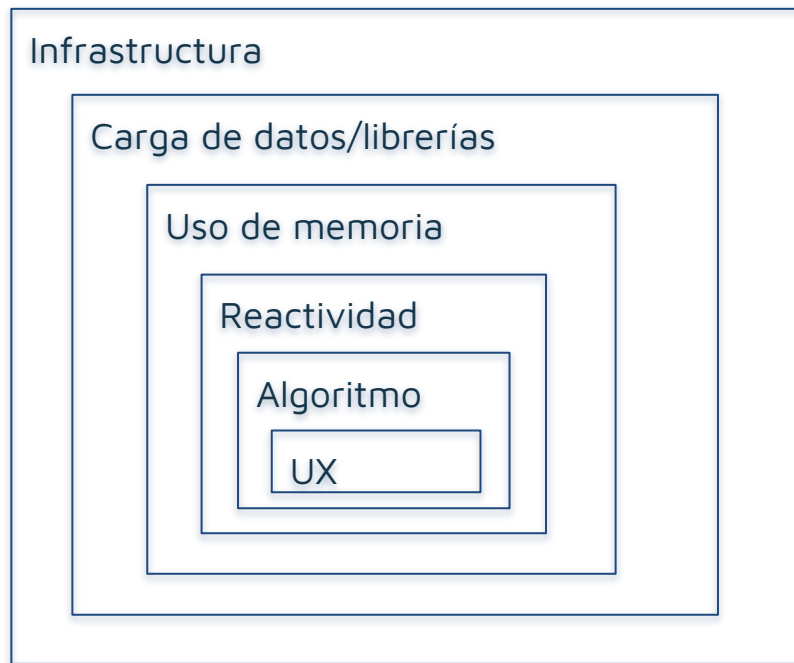 Infrastructura
Carga de datos/librerías
Uso de memoria
Reactividad
Algoritmo
UX